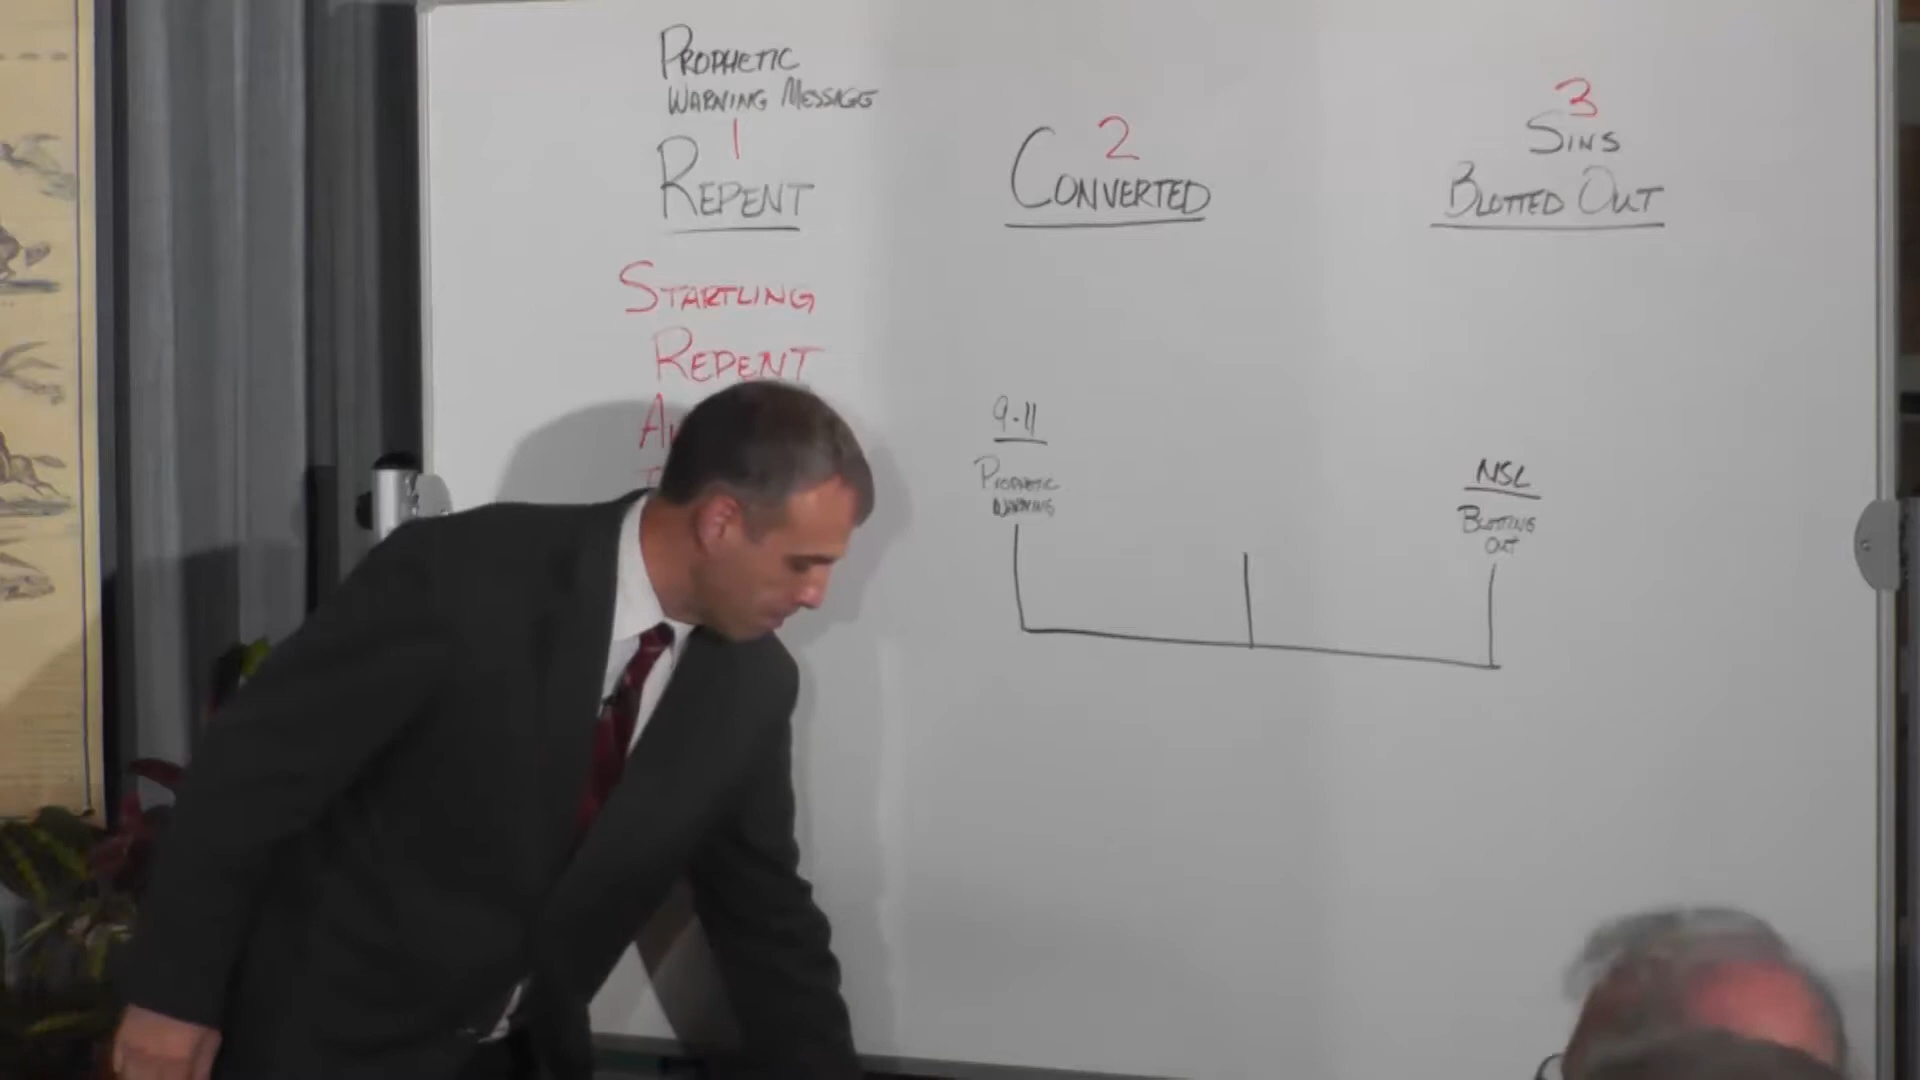 PROPHETIC
WARNING MESSAGE
1
REPENT
STARTLING
REPENT
2
CONVERTED
3
SINS
BLOTTED OUT
9-11
PROPHETIC
WARNING
NSL
BLOTTING
OUT